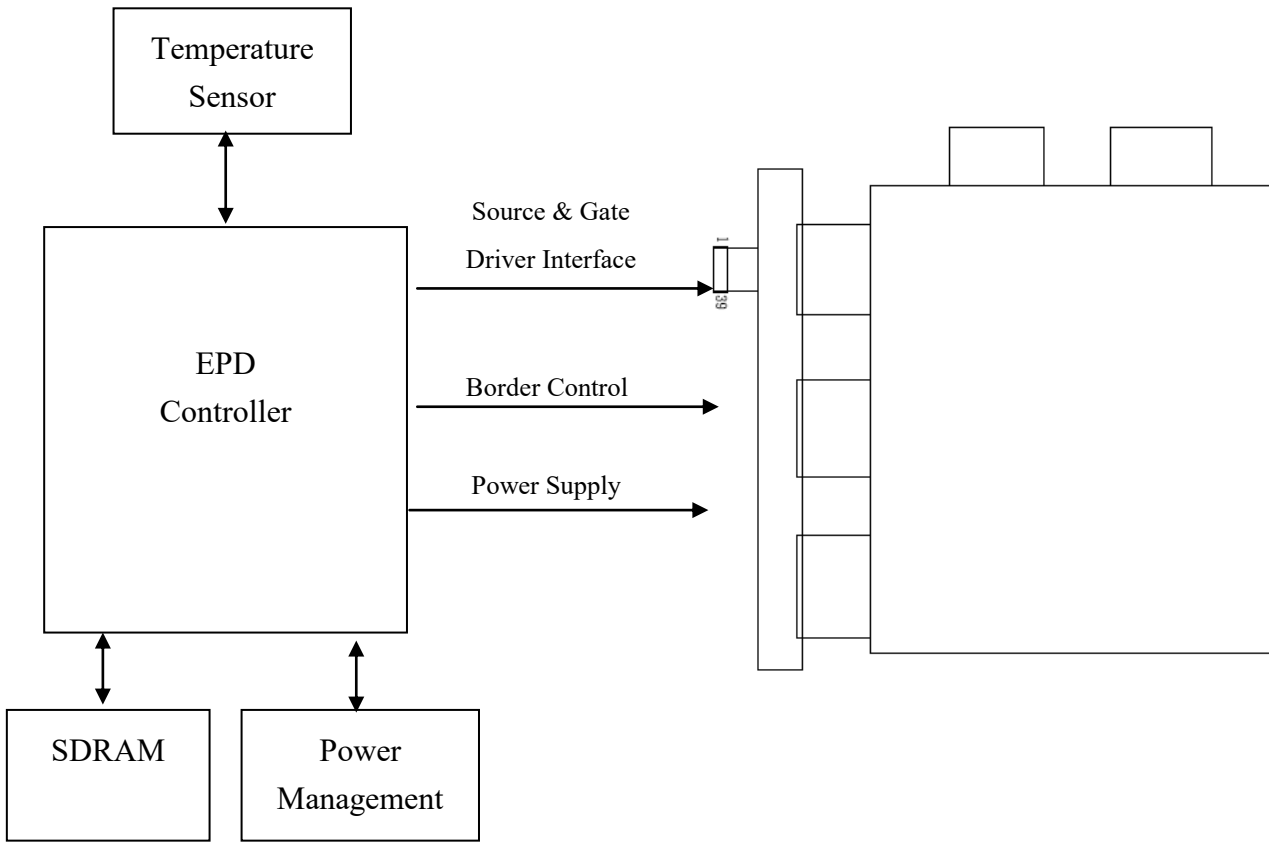 Temperature
Sensor
Source & Gate
Driver Interface
1
39
EPD
Controller
Border Control
Power Supply
SDRAM
Power
Management